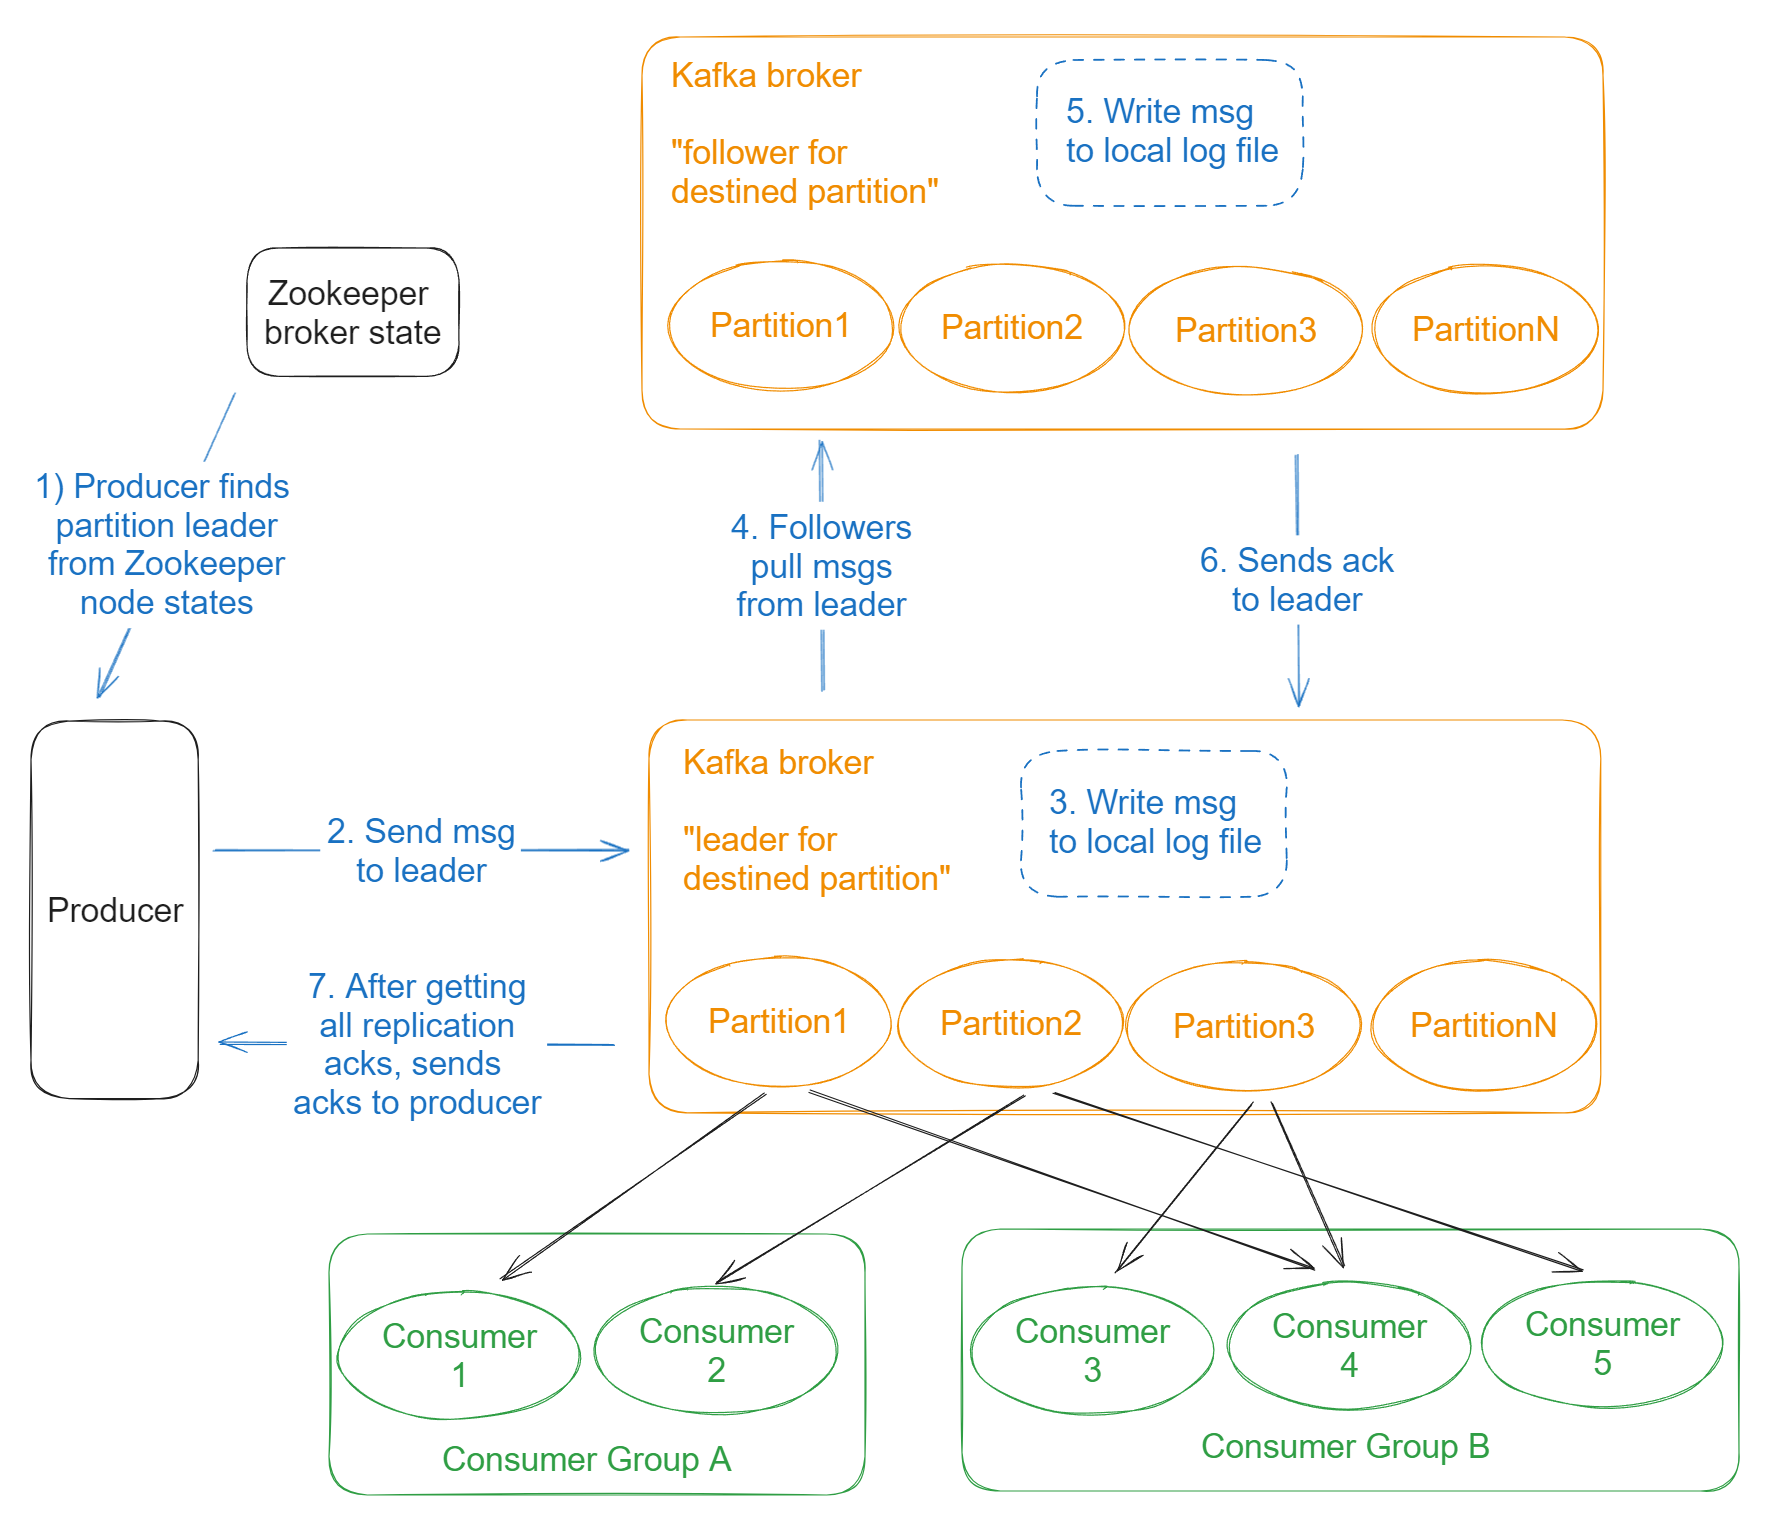 Kafka broker
"follower for
destined partition"
5. Write msg
to local log file
Partition1
Partition2
Partition3
PartitionN
Zookeeper
broker state
1) Producer finds
partition leader
from Zookeeper
node states
4. Followers
pull msgs
from leader
6. Sends ack
to leader
Producer
2. Send msg
to leader
7. After getting
all replication
acks, sends
acks to producer
Kafka broker
"leader for
destined partition"
3. Write msg
to local log file
Partition1
Partition2
Partition3
PartitionN
Consumer
1
Consumer
2
Consumer Group A
Consumer
3
Consumer
4
Consumer
5
Consumer Group B